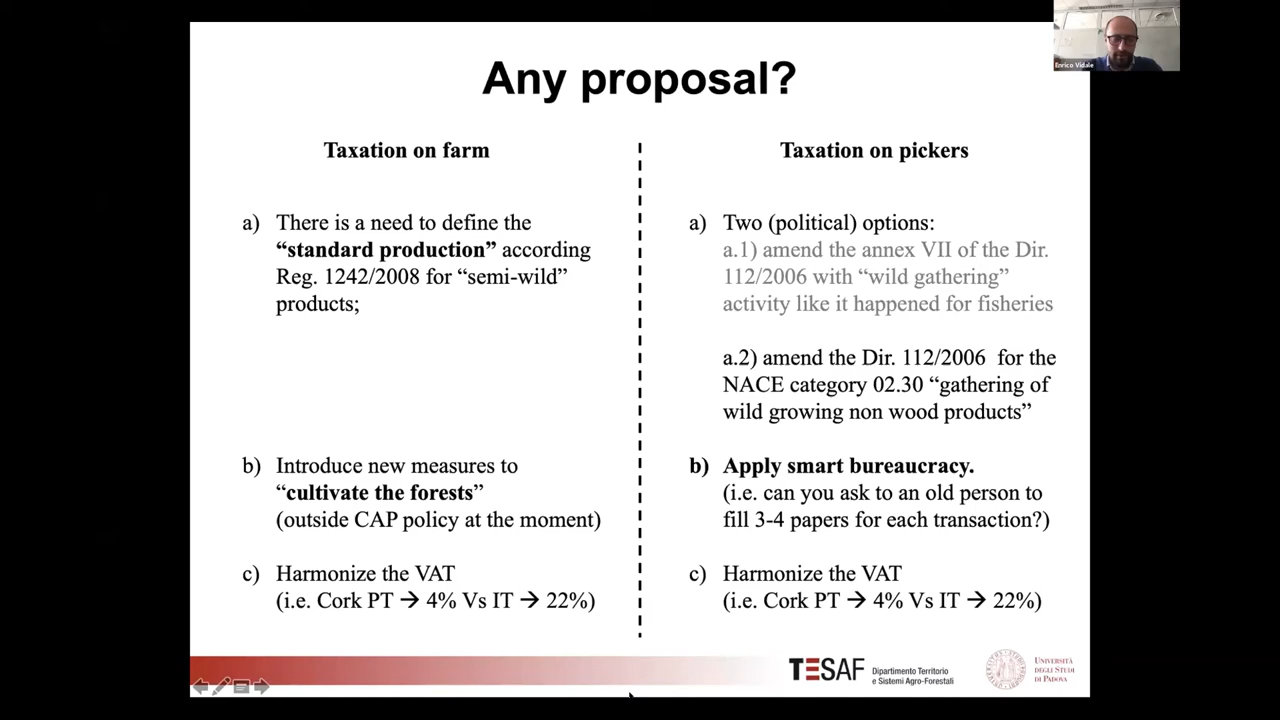 Any proposal?
Enrico Vidale
Taxation on farm
a) There is a need to define the
“standard production” according
Reg. 1242/2008 for “semi-wild”
products;
b) Introduce new measures to
“cultivate the forests”
(outside CAP policy at the moment)
c) Harmonize the VAT
(i.e. Cork PT → 4% Vs IT → 22%)
Taxation on pickers
a) Two (political) options:
a.1) amend the annex VII of the Dir.
112/2006 with “wild gathering”
activity like it happened for fisheries
a.2) amend the Dir. 112/2006 for the
NACE category 02.30 “gathering of
wild growing non wood products”
b) Apply smart bureaucracy.
(i.e. can you ask to an old person to
fill 3-4 papers for each transaction?)
c) Harmonize the VAT
(i.e. Cork PT → 4% Vs IT → 22%)
TESAF
Dipartimento Territorio
e Sistemi Agro-Forestali
UNIVERSITÀ
DEGLI STUDI
DI PADOVA